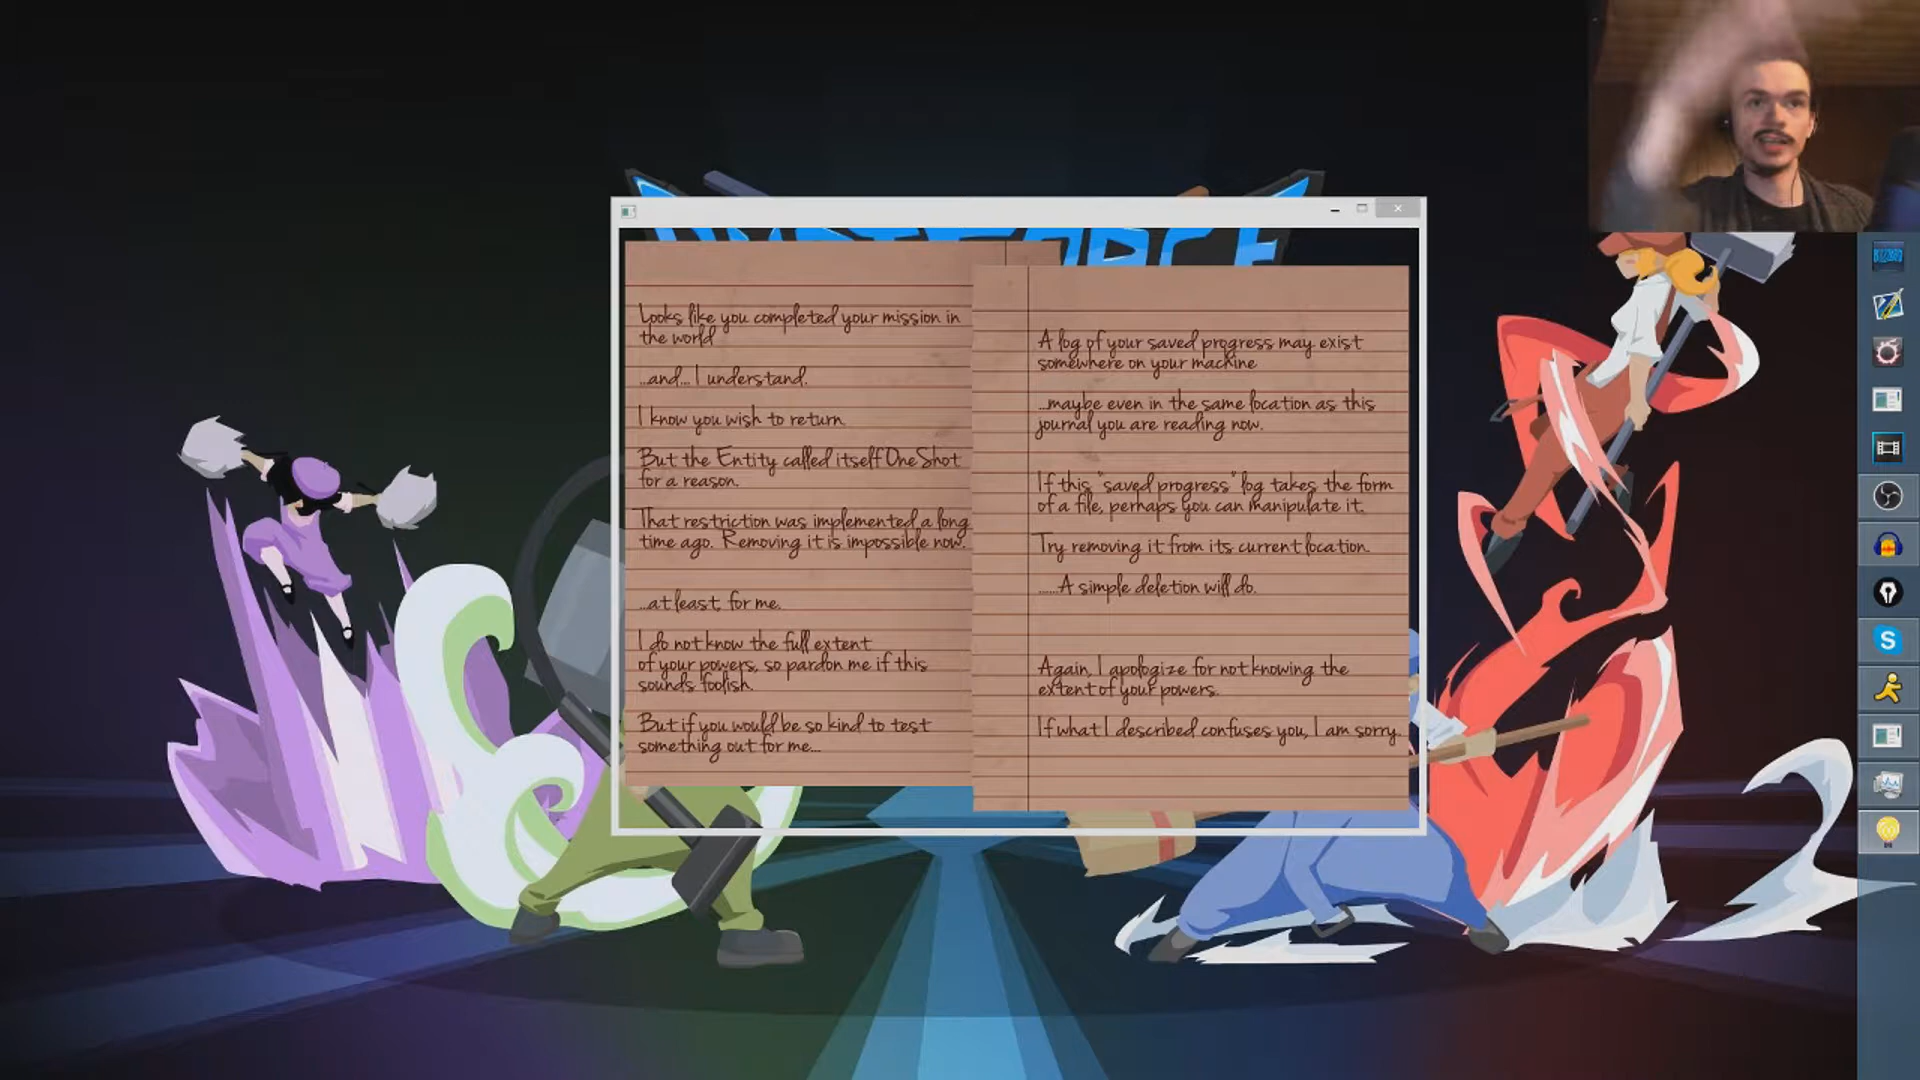 Looks like you completed your mission in
the world
...and... I understand.
I know you wish to return.
But the Entity called itself OneShot
for a reason.
That restriction was implemented a long
time ago. Removing it is impossible now.
...at least, for me.
I do not know the full extent
of your powers, so pardon me if this
sounds foolish.
But if you would be so kind to test
something out for me...
A log of your saved progress may exist
somewhere on your machine
...maybe even in the same location as this
journal you are reading now.
If this "saved progress" log takes the form
of a file, perhaps you can manipulate it.
Try removing it from its current location.
......A simple deletion will do.
Again, I apologize for not knowing the
extent of your powers.
If what I described confuses you, I am sorry.